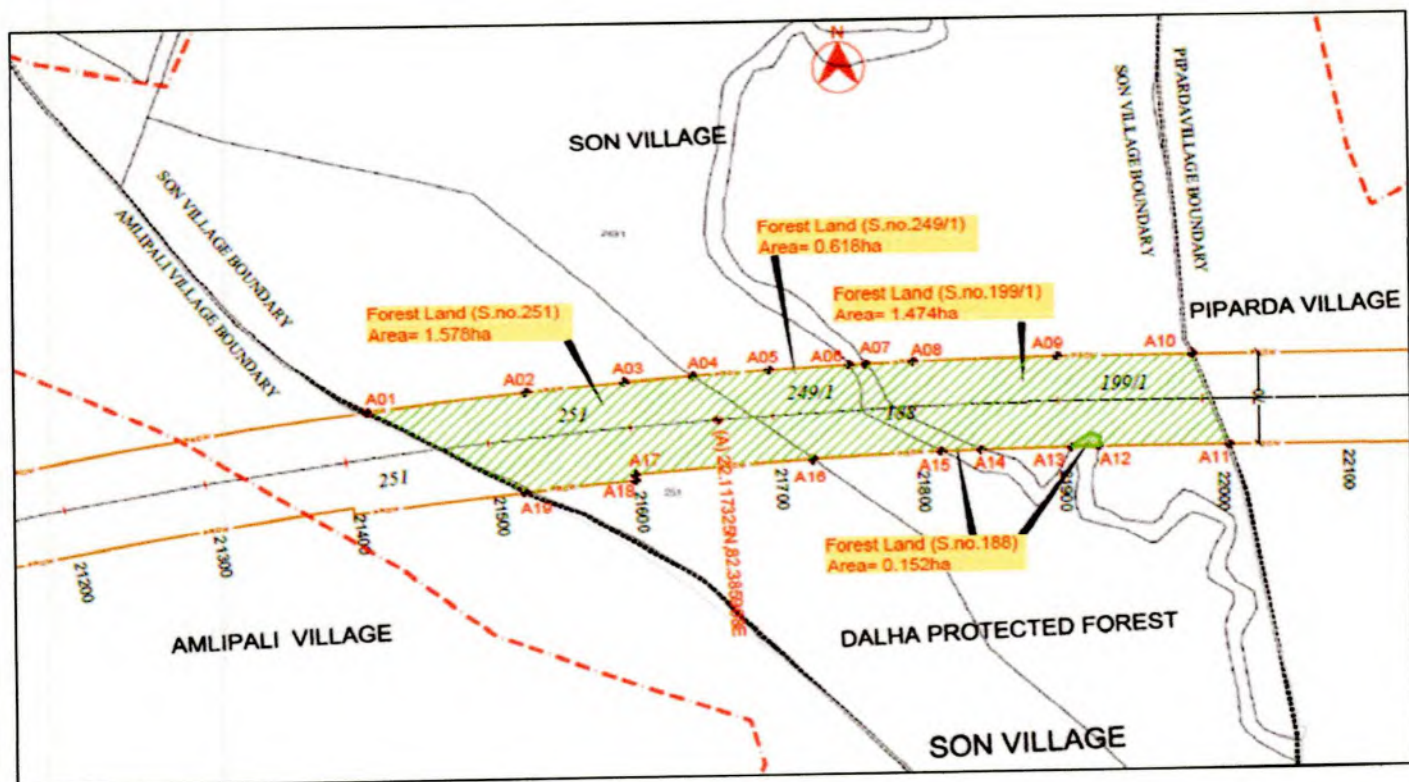 N
SON VILLAGE
SON VILLAGE BOUNDARY
PIPARDAVILLAGE BOUNDARY
SON VILLAGE BOUNDARY
AMLIPALI VILLAGE BOUNDARY
Forest Land (S.no.249/1)
Area= 0.618ha
Forest Land (S.no.199/1)
Area= 1.474ha
PIPARDA VILLAGE
Forest Land (S.no.251)
Area= 1.578ha
A01
A02
A03
A04
A05
A06
A07
A08
A09
A10
251
249/1
188
199/1
70
251
A19
A18
A17
A16
A15
A14
A13
A12
A11
251
21200
21300
21400
21500
21600
21700
21800
21900
22000
22100
Forest Land (S.no.188)
Area= 0.152ha
AMLIPALI VILLAGE
DALHA PROTECTED FOREST
SON VILLAGE